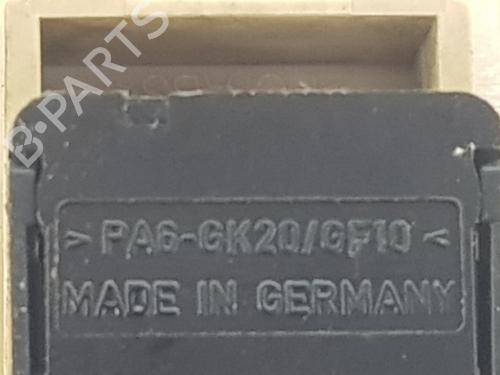 B-PARTS
> PA6-GK20/GF10 <
MADE IN GERMANY